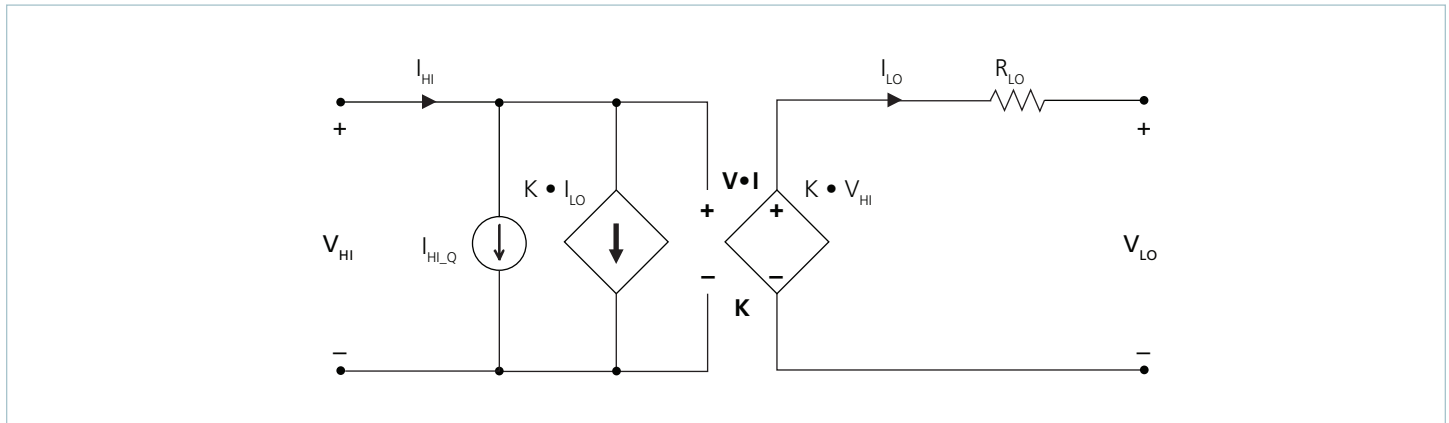 I_HI
I_LO
R_LO
+
+
V•I
K • I_LO
K • V_HI
+
+
V_HI
I_HI_Q
V_LO
–
–
K
–
–